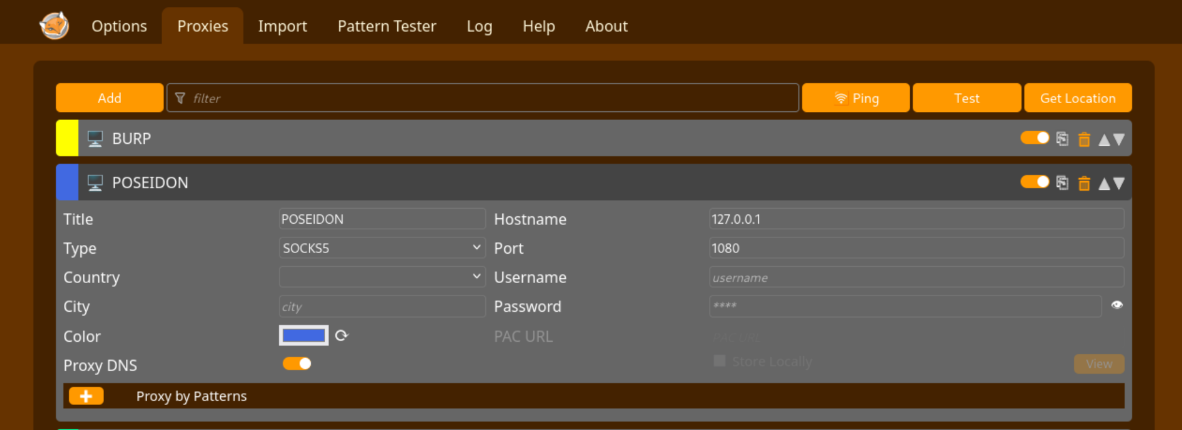 Options Proxies Import Pattern Tester Log Help About
Add filter Ping Test Get Location
BURP
POSEIDON
Title POSEIDON Hostname 127.0.0.1
Type SOCKS5 Port 1080
Country Username username
City city Password ****
Color PAC URL
Store Locally
Proxy DNS View
Proxy by Patterns